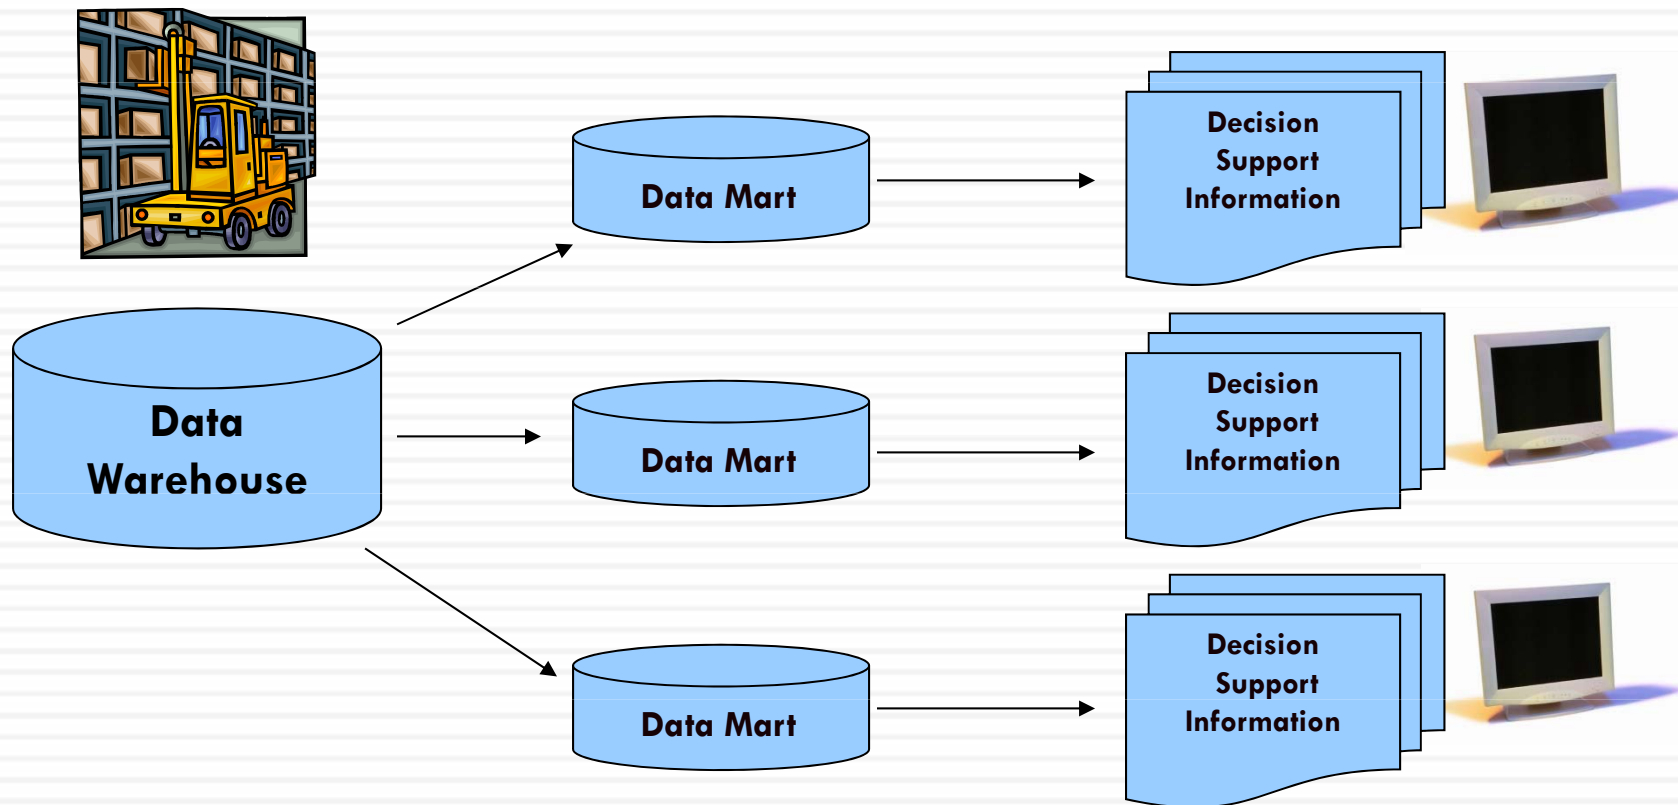 Decision
Support
Information
Data Mart
Data
Warehouse
Decision
Support
Information
Data Mart
Decision
Support
Information
Data Mart